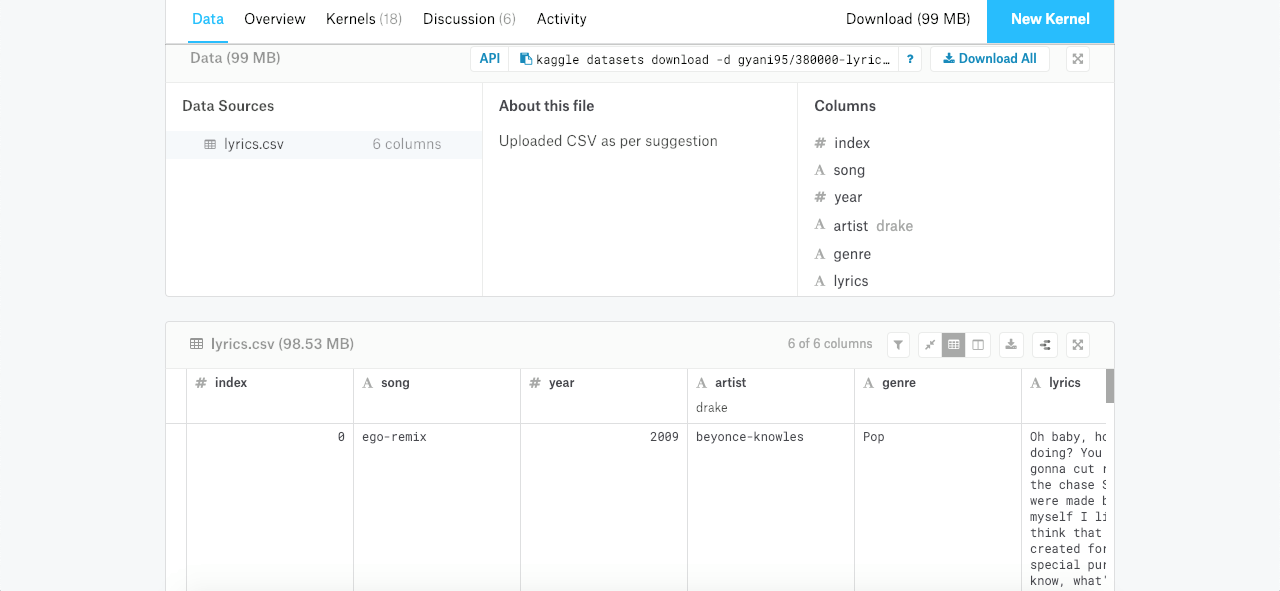 Data Overview Kernels (18) Discussion (6) Activity Download (99 MB) New Kernel
Data (99 MB) API kaggle datasets download -d gyani95/380000-lyric… ? Download All
Data Sources
lyrics.csv 6 columns
About this file
Uploaded CSV as per suggestion
Columns
# index
A song
# year
A artist drake
A genre
A lyrics
lyrics.csv (98.53 MB) 6 of 6 columns
# index A song # year A artist A genre A lyrics
drake
0 ego-remix 2009 beyonce-knowles Pop
Oh baby,
doing? You
gonna cut
the chase
were made
myself I
think that
created for
special
know,